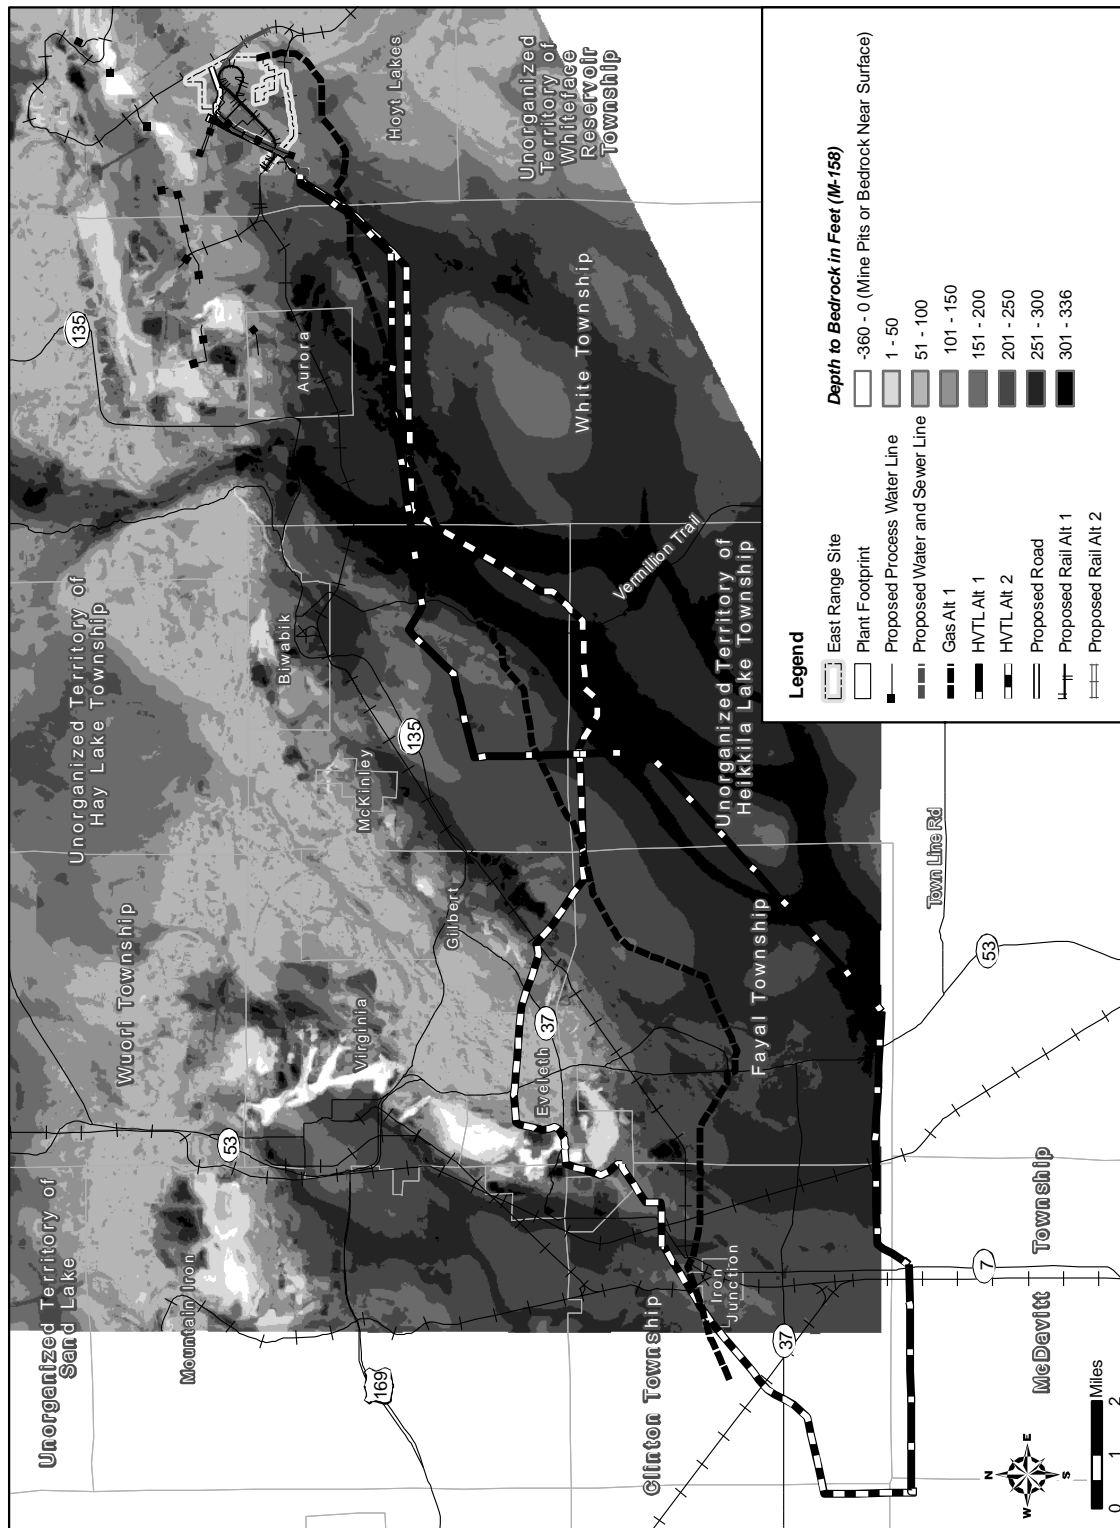 Unorganized Territory of
Sand Lake
Mountain Iron
53
169
Wuori Township
Virginia
Unorganized Territory of
Hay Lake Township
McKinley
Biwabik
Gilbert
135
135
Aurora
Hoyt Lakes
Unorganized
Territory of
Whiteface
Reservoir
Township
White Township
Eveleth
37
Clinton Township
Iron
Junction
37
Fayal Township
Unorganized Territory of
Heikkila Lake Township
Vermillion Trail
Town Line Rd
53
7
McDavitt Township
N
E
S
W
0 1 2
Miles
Legend
East Range Site
Plant Footprint
Proposed Process Water Line
Proposed Water and Sewer Line
Gas Alt 1
HVTL Alt 1
HVTL Alt 2
Proposed Road
Proposed Rail Alt 1
Proposed Rail Alt 2
Depth to Bedrock in Feet (M-158)
-360 - 0 (Mine Pits or Bedrock Near Surface)
1 - 50
51 - 100
101 - 150
151 - 200
201 - 250
251 - 300
301 - 336